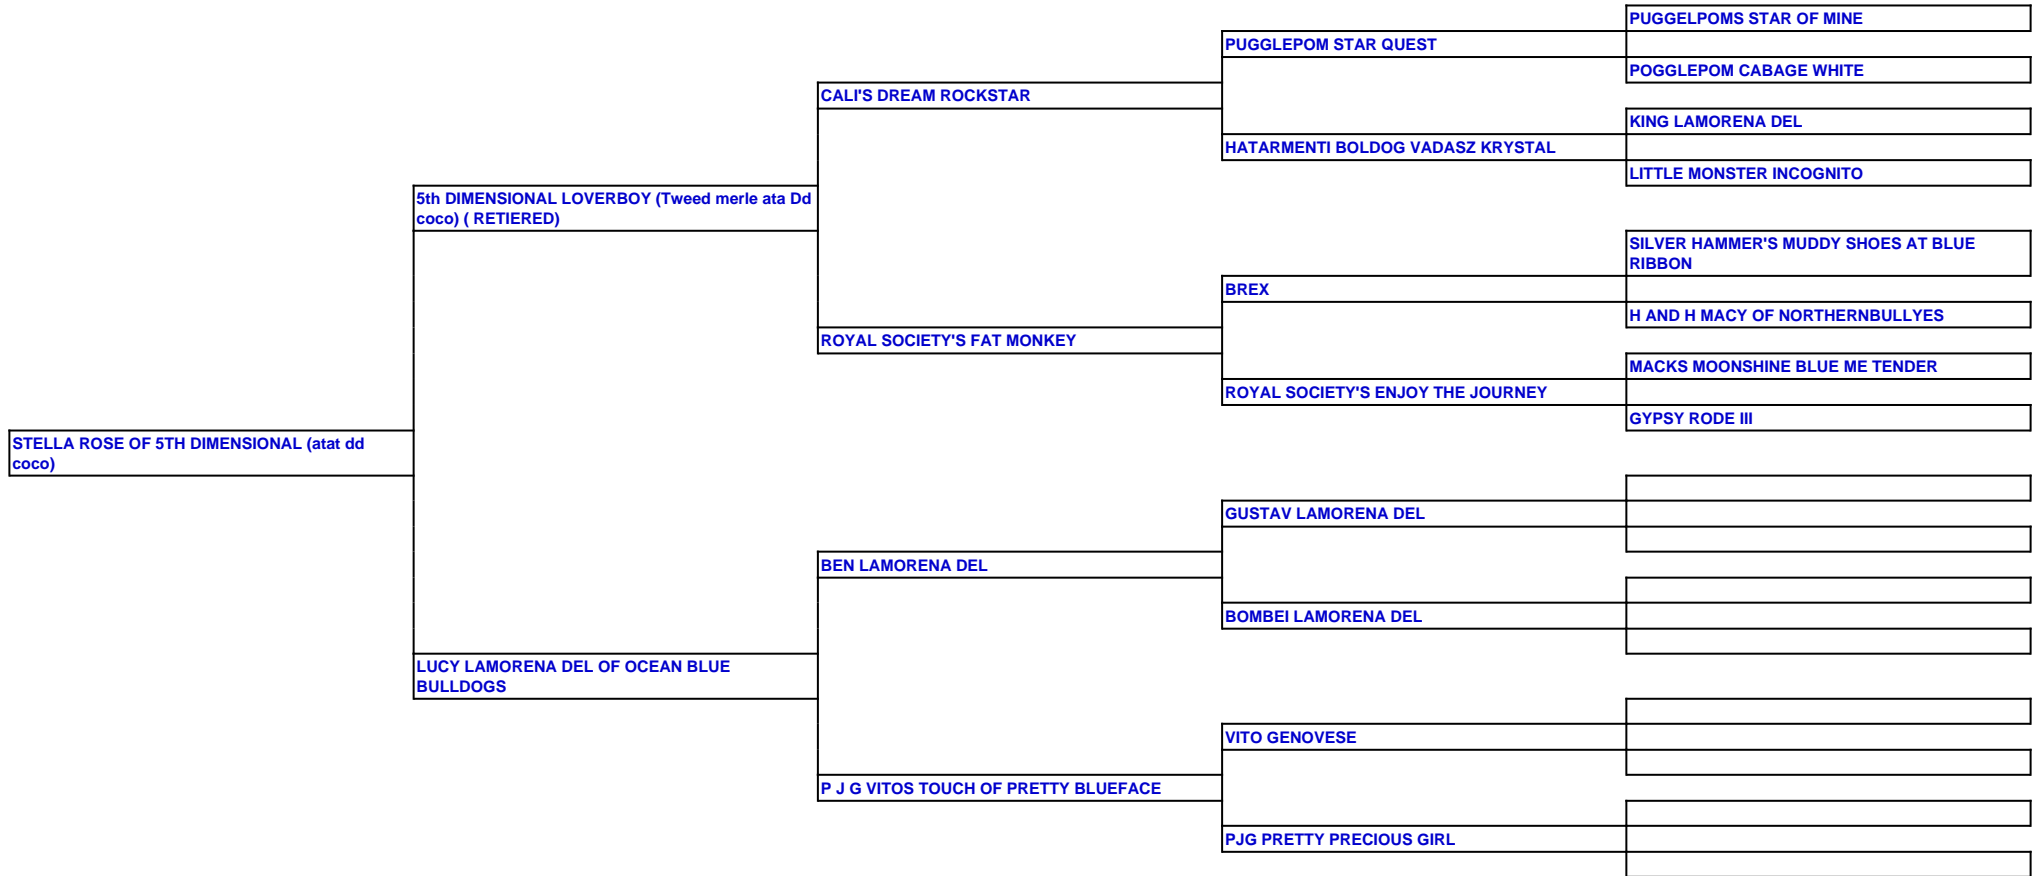 PUGGELPOMS STAR OF MINE
PUGGLEPOM STAR QUEST
POGGLEPOM CABAGE WHITE
CALI'S DREAM ROCKSTAR
KING LAMORENA DEL
HATARMENTI BOLDOG VADASZ KRYSTAL
LITTLE MONSTER INCOGNITO
5th DIMENSIONAL LOVERBOY (Tweed merle ata Dd
coco) ( RETIERED)
SILVER HAMMER'S MUDDY SHOES AT BLUE
RIBBON
BREX
H AND H MACY OF NORTHERNBULLYES
ROYAL SOCIETY'S FAT MONKEY
MACKS MOONSHINE BLUE ME TENDER
ROYAL SOCIETY'S ENJOY THE JOURNEY
GYPSY RODE III
STELLA ROSE OF 5TH DIMENSIONAL (atat dd
coco)
GUSTAV LAMORENA DEL
BEN LAMORENA DEL
BOMBEI LAMORENA DEL
LUCY LAMORENA DEL OF OCEAN BLUE
BULLDOGS
VITO GENOVESE
P J G VITOS TOUCH OF PRETTY BLUEFACE
PJG PRETTY PRECIOUS GIRL